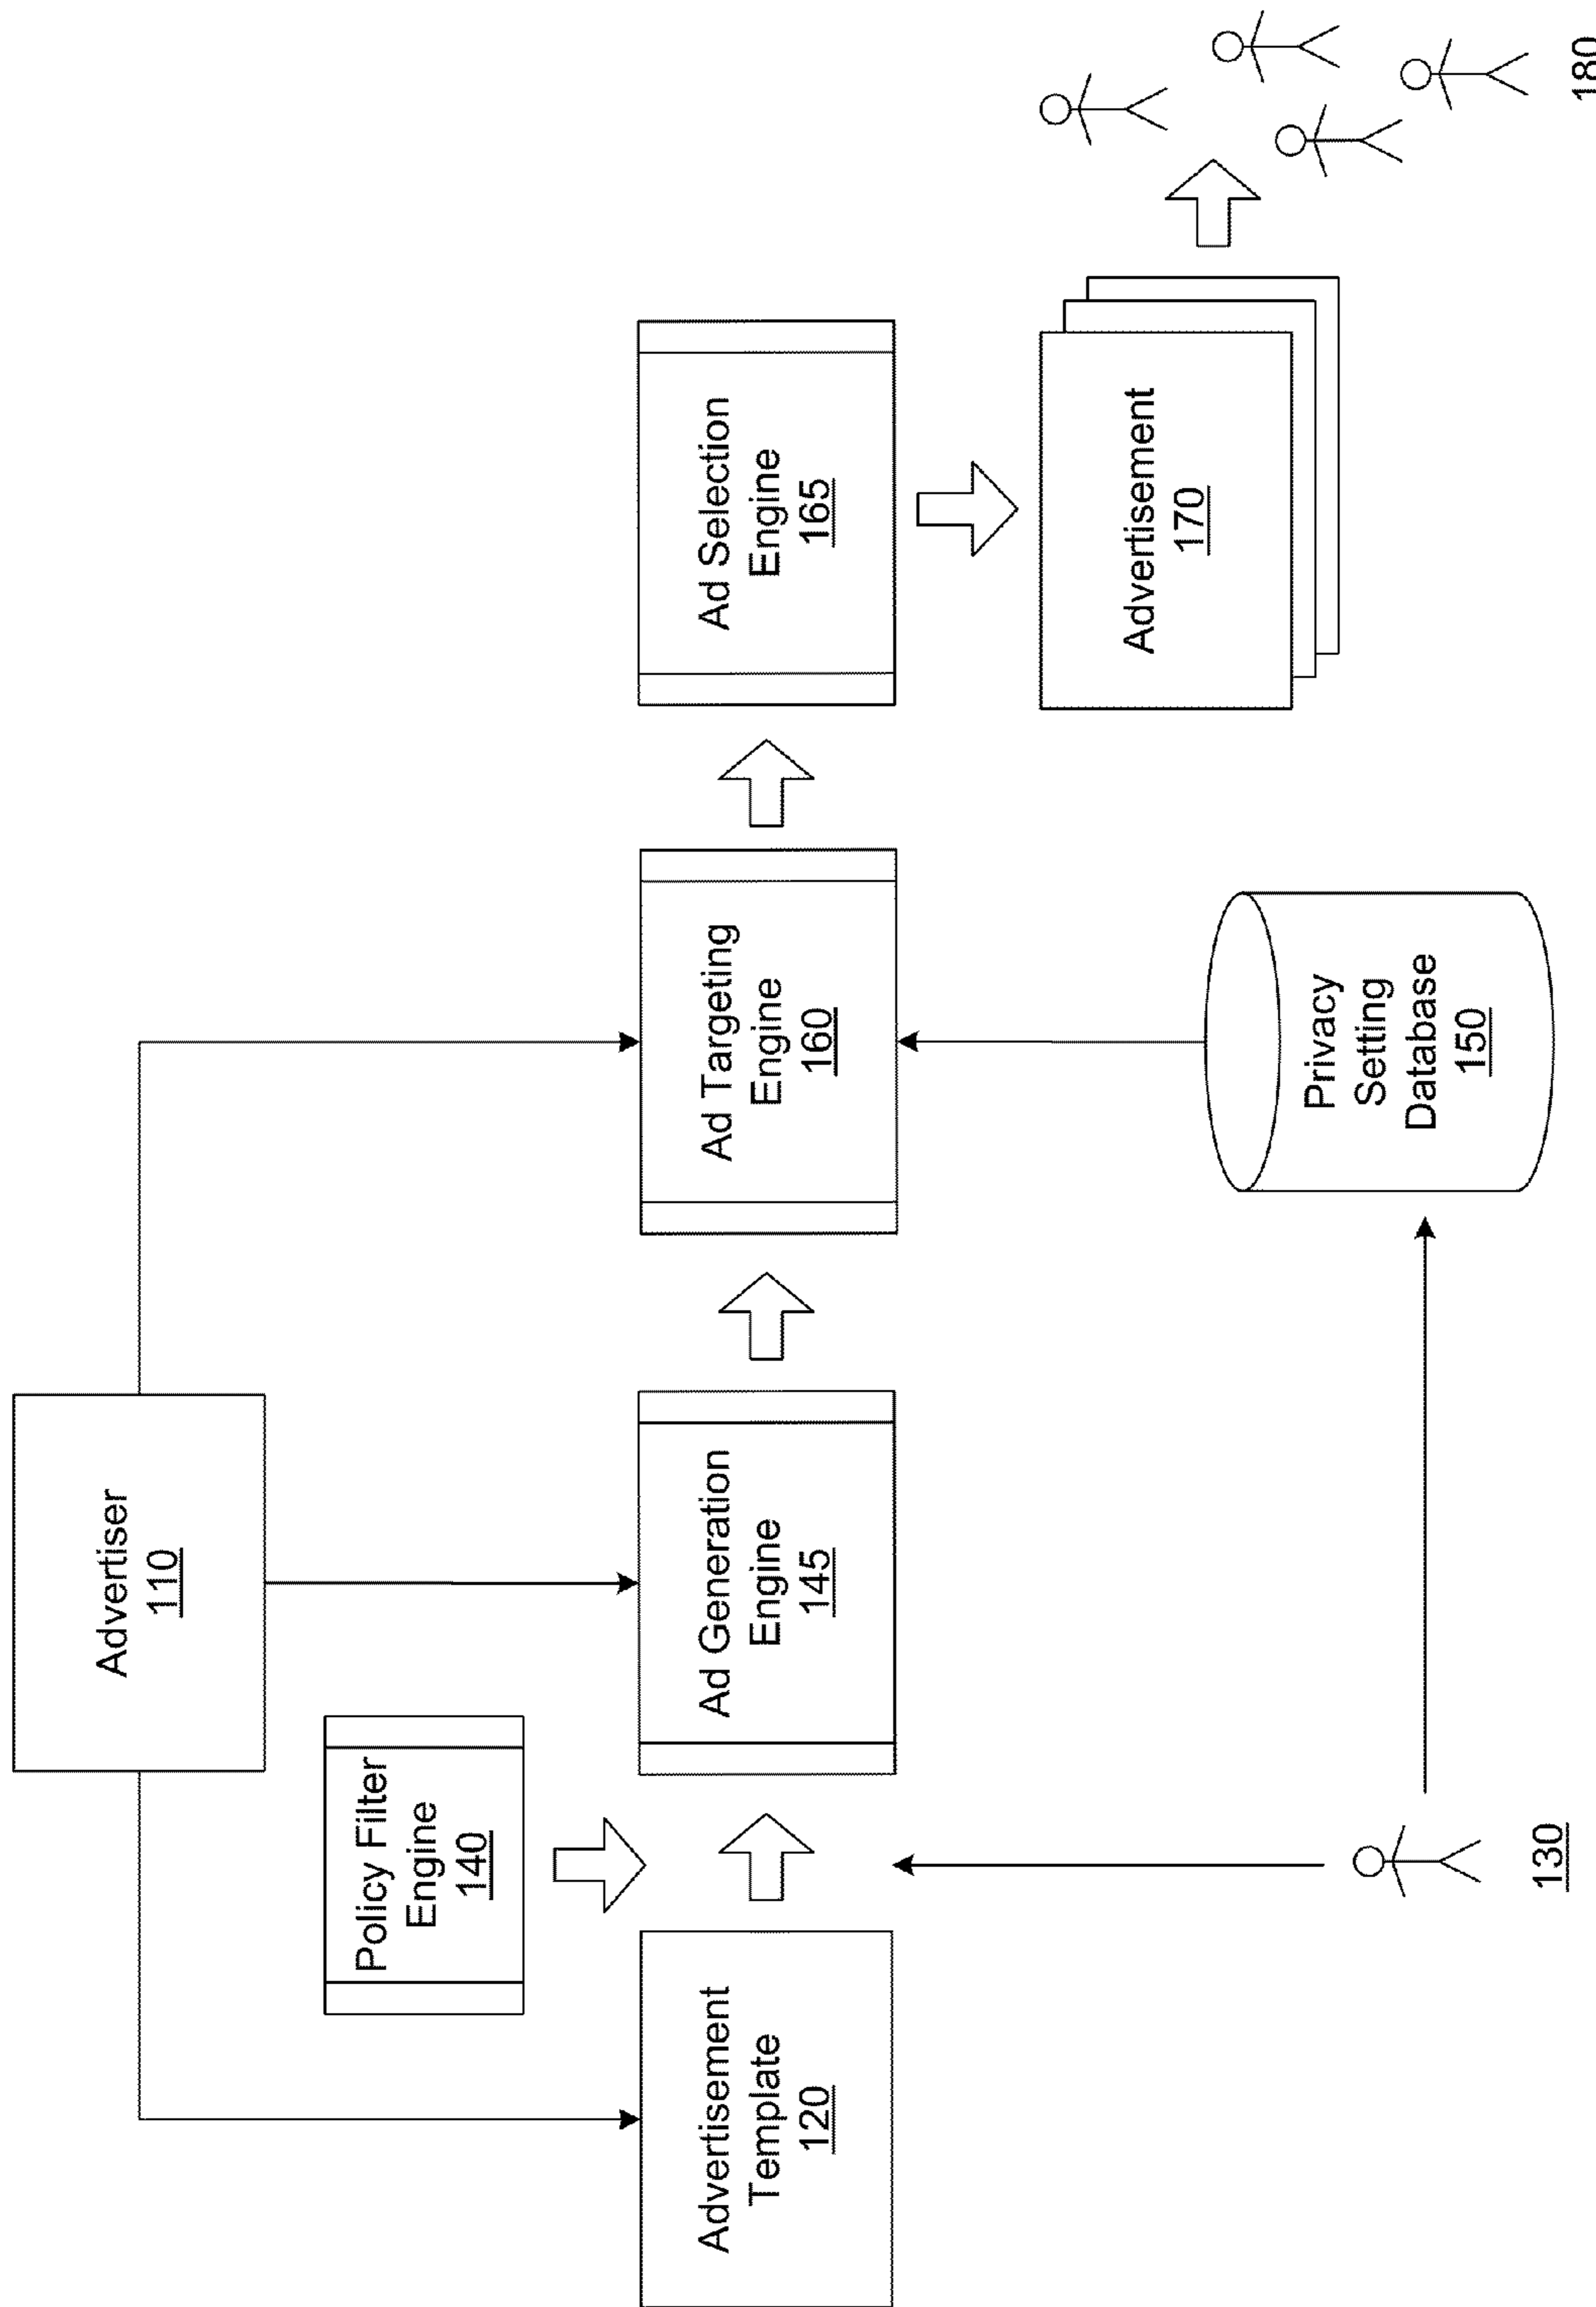 Advertiser
110
Policy Filter
Engine
140
Advertisement
Template
120
Ad Generation
Engine
145
Ad Targeting
Engine
160
Ad Selection
Engine
165
Advertisement
170
Privacy
Setting
Database
150
130
180